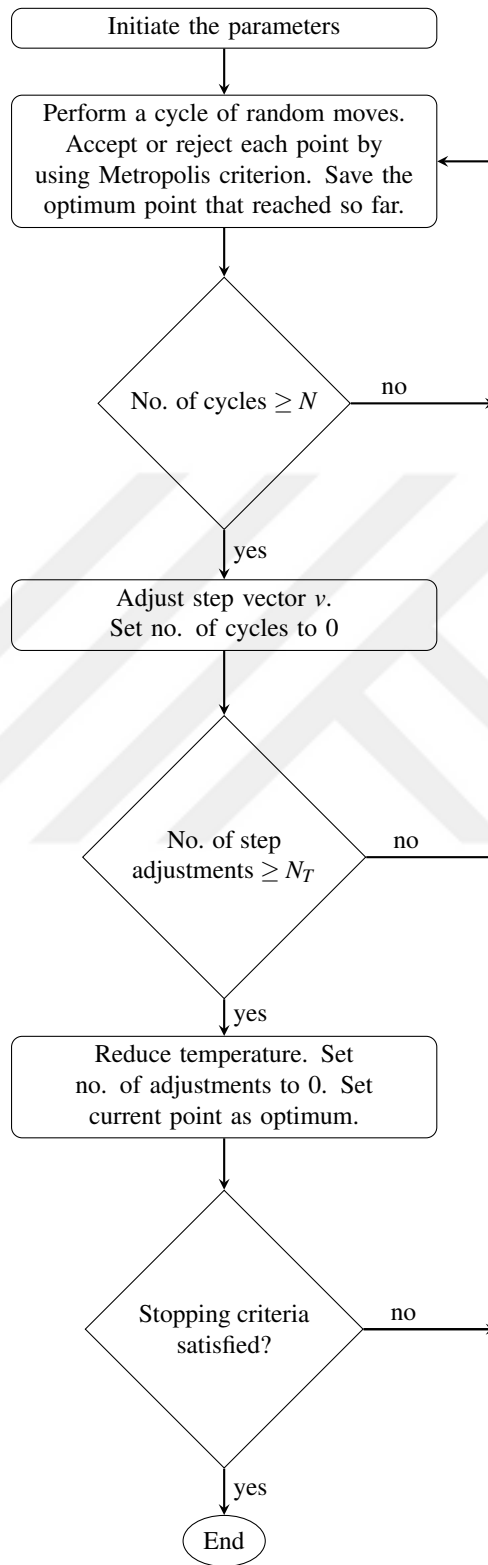 Initiate the parameters
Perform a cycle of random moves.
Accept or reject each point by
using Metropolis criterion. Save the
optimum point that reached so far.
No. of cycles ≥ N
no
yes
Adjust step vector v.
Set no. of cycles to 0
No. of step
adjustments ≥ N_T
no
yes
Reduce temperature. Set
no. of adjustments to 0. Set
current point as optimum.
Stopping criteria
satisfied?
no
yes
End